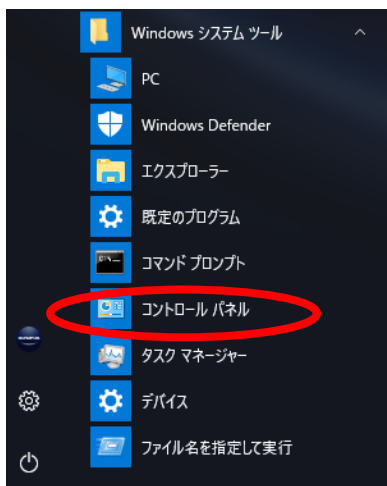 Windows システム ツール
PC
Windows Defender
エクスプローラー
既定のプログラム
コマンド プロンプト
コントロール パネル
タスク マネージャー
デバイス
ファイル名を指定して実行